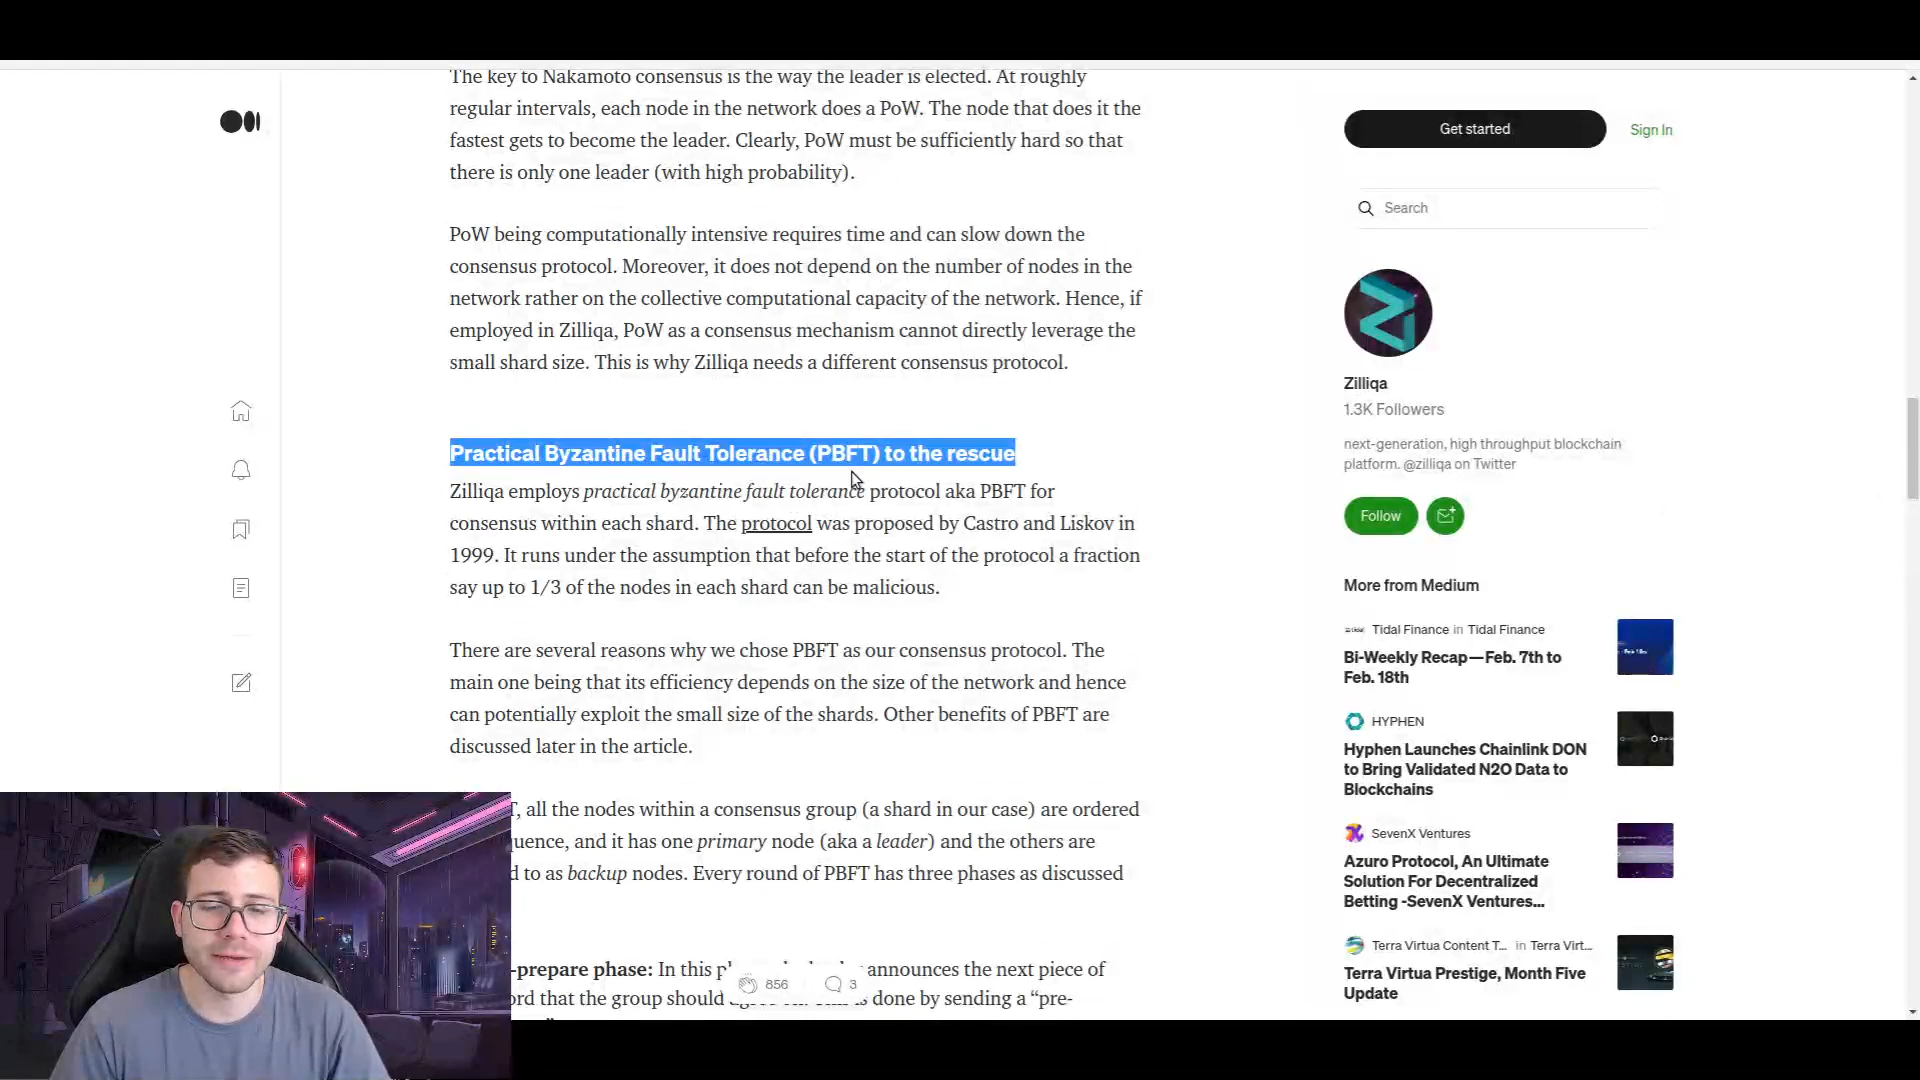 The key to Nakamoto consensus is the way the leader is elected. At roughly
regular intervals, each node in the network does a PoW. The node that does it the
fastest gets to become the leader. Clearly, PoW must be sufficiently hard so that
there is only one leader (with high probability).
PoW being computationally intensive requires time and can slow down the
consensus protocol. Moreover, it does not depend on the number of nodes in the
network rather on the collective computational capacity of the network. Hence, if
employed in Zilliqa, PoW as a consensus mechanism cannot directly leverage the
small shard size. This is why Zilliqa needs a different consensus protocol.
Practical Byzantine Fault Tolerance (PBFT) to the rescue
Zilliqa employs practical byzantine fault tolerance protocol aka PBFT for
consensus within each shard. The protocol was proposed by Castro and Liskov in
1999. It runs under the assumption that before the start of the protocol a fraction
say up to 1/3 of the nodes in each shard can be malicious.
There are several reasons why we chose PBFT as our consensus protocol. The
main one being that its efficiency depends on the size of the network and hence
can potentially exploit the small size of the shards. Other benefits of PBFT are
discussed later in the article.
, all the nodes within a consensus group (a shard in our case) are ordered
uence, and it has one primary node (aka a leader) and the others are
d to as backup nodes. Every round of PBFT has three phases as discussed
-prepare phase: In this announces the next piece of
ord that the group should done by sending a “pre-
856
3
Get started
Sign In
Search
Zilliqa
1.3K Followers
next-generation, high throughput blockchain
platform. @zilliqa on Twitter
Follow
More from Medium
Tidal Finance in Tidal Finance
Bi-Weekly Recap — Feb. 7th to
Feb. 18th
HYPHEN
Hyphen Launches Chainlink DON
to Bring Validated N2O Data to
Blockchains
SevenX Ventures
Azuro Protocol, An Ultimate
Solution For Decentralized
Betting -SevenX Ventures...
Terra Virtua Content T... in Terra Virt...
Terra Virtua Prestige, Month Five
Update